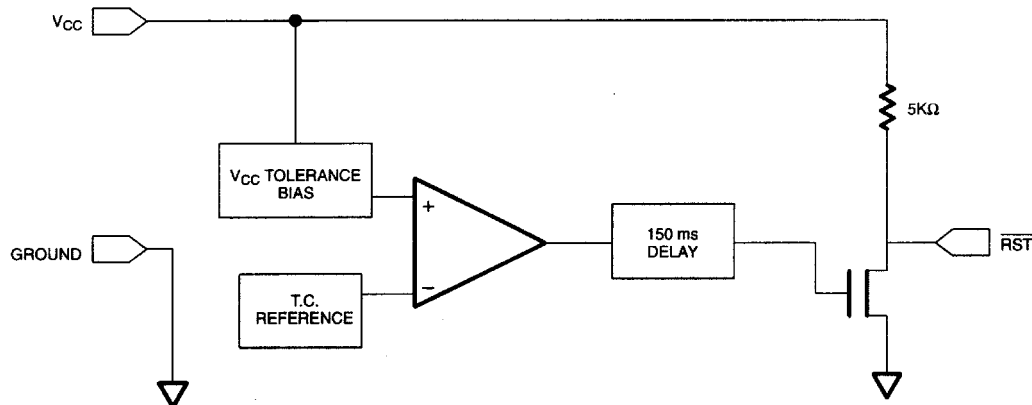 VCC
5KΩ
VCC TOLERANCE
BIAS
+
150 ms
DELAY
GROUND
RST
−
T.C.
REFERENCE